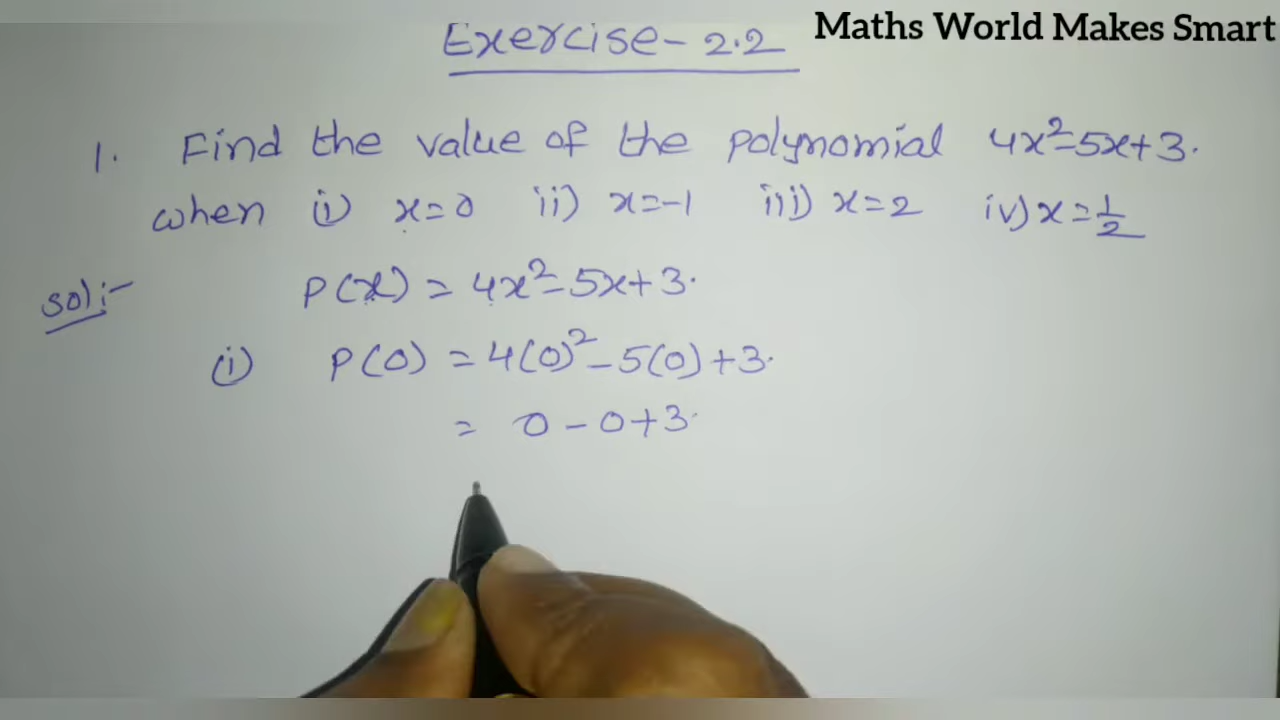 Maths World Makes Smart
Exercise- 2.2
1. Find the value of the polynomial 4x²-5x+3.
when (i) x=0 ii) x=-1 iii) x=2 iv) x=1/2
sol:-
P(x) = 4x²-5x+3.
(i) P(0) = 4(0)²-5(0)+3.
= 0-0+3.